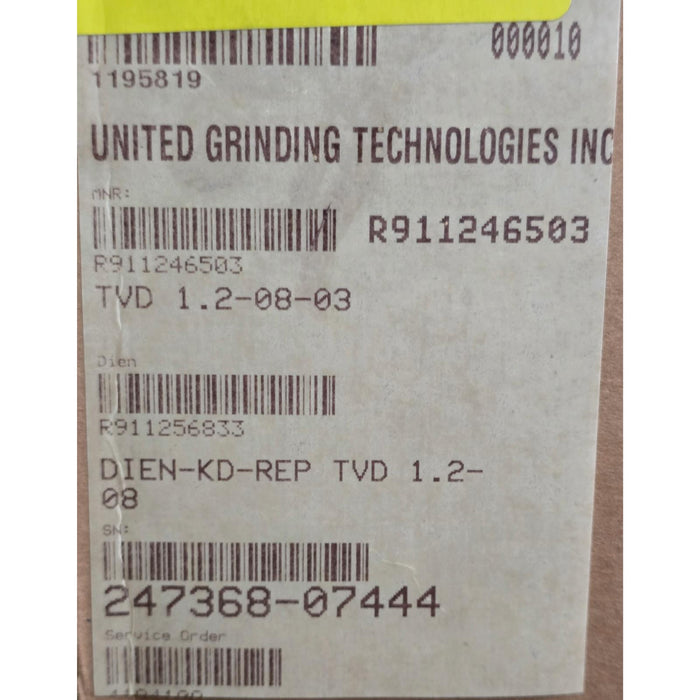 000010
1195819
UNITED GRINDING TECHNOLOGIES INC
MNR:
R911246503
R911246503
TVD 1.2-08-03
Dien
R911256833
DIEN-KD-REP TVD 1.2-
08
SN:
247368-07444
Service Order